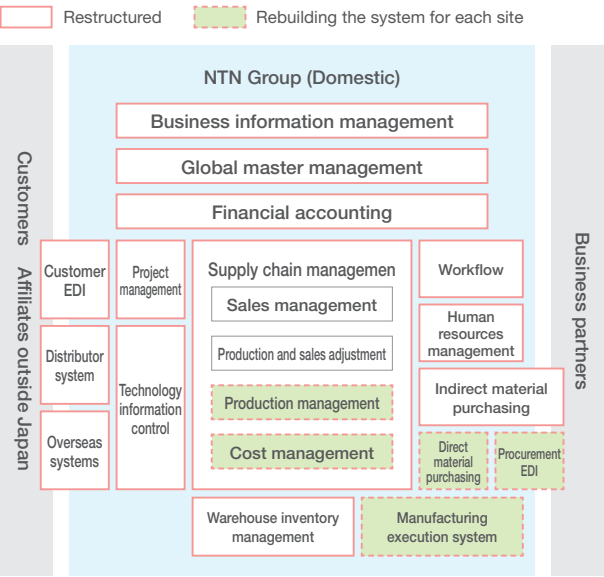 Restructured
Rebuilding the system for each site
NTN Group (Domestic)
Business information management
Global master management
Financial accounting
Customers
Affiliates outside Japan
Business partners
Customer
EDI
Project
management
Supply chain managemen
Sales management
Production and sales adjustment
Production management
Cost management
Workflow
Human
resources
management
Distributor
system
Technology
information
control
Indirect material
purchasing
Overseas
systems
Direct
material
purchasing
Procurement
EDI
Warehouse inventory
management
Manufacturing
execution system